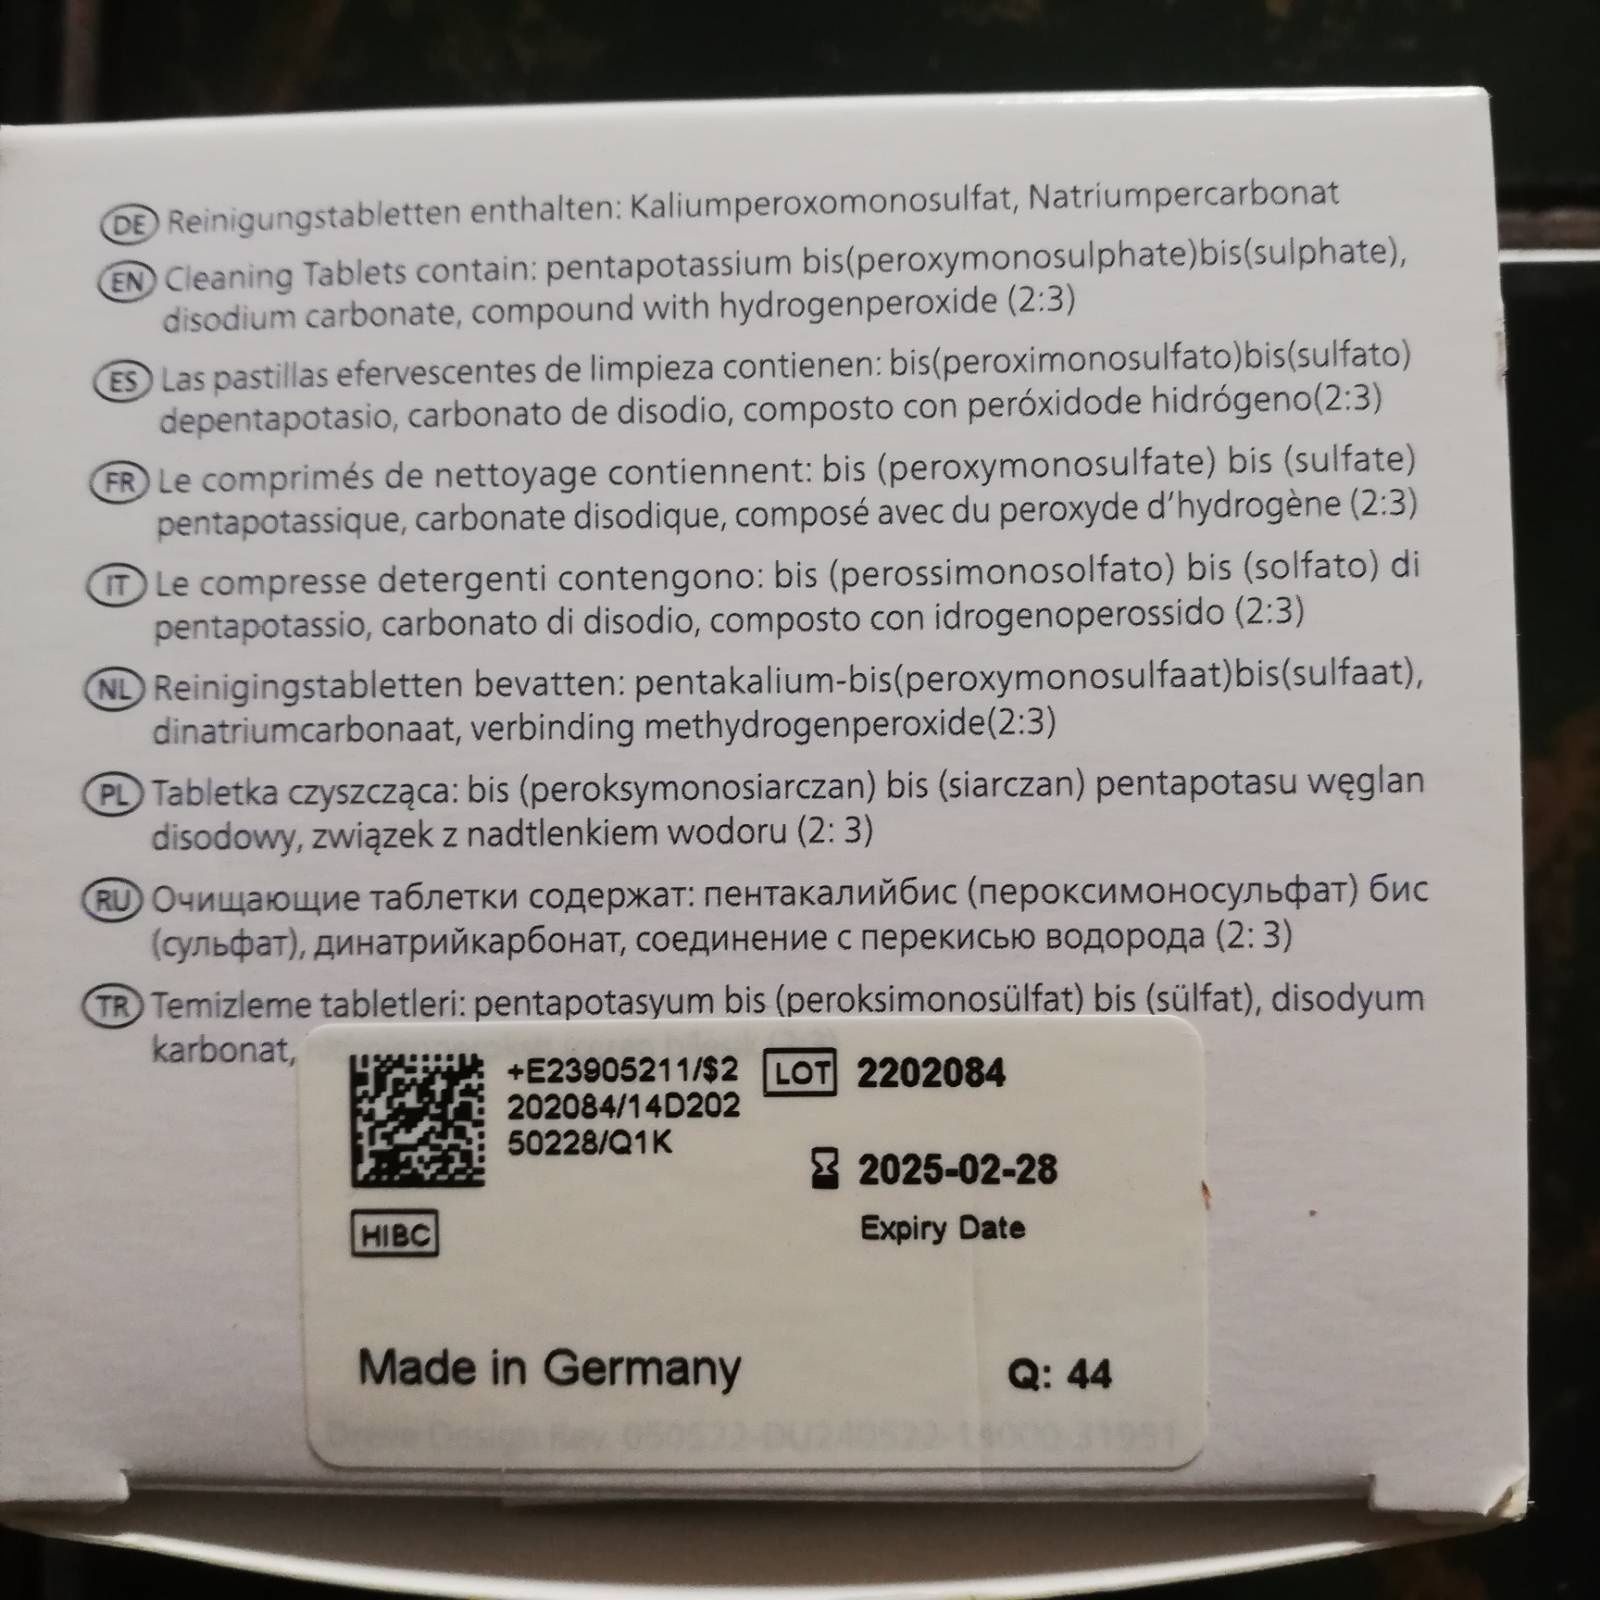 DE Reinigungstabletten enthalten: Kaliumperoxomonosulfat, Natriumpercarbonat
EN Cleaning Tablets contain: pentapotassium bis(peroxymonosulphate)bis(sulphate),
disodium carbonate, compound with hydrogenperoxide (2:3)
ES Las pastillas efervescentes de limpieza contienen: bis(peroximonosulfato)bis(sulfato)
depentapotasio, carbonato de disodio, composto con peróxidode hidrógeno(2:3)
FR Le comprimés de nettoyage contiennent: bis (peroxymonosulfate) bis (sulfate)
pentapotassique, carbonate disodique, composé avec du peroxyde d'hydrogène (2:3)
IT Le compresse detergenti contengono: bis (perossimonosolfato) bis (solfato) di
pentapotassio, carbonato di disodio, composto con idrogenoperossido (2:3)
NL Reinigingstabletten bevatten: pentakalium-bis(peroxymonosulfaat)bis(sulfaat),
dinatriumcarbonaat, verbinding methydrogenperoxide(2:3)
PL Tabletka czyszcząca: bis (peroksymonosiarczan) bis (siarczan) pentapotasu węglan
disodowy, związek z nadtlenkiem wodoru (2: 3)
RU Очищающие таблетки содержат: пентакалийбис (пероксимоносульфат) бис
(сульфат), динатрийкарбонат, соединение с перекисью водорода (2: 3)
TR Temizleme tabletleri: pentapotasyum bis (peroksimonosülfat) bis (sülfat), disodyum
karbonat,
+E23905211/$2
202084/14D202
50228/Q1K
HIBC
LOT 2202084
2025-02-28
Expiry Date
Made in Germany
Q: 44